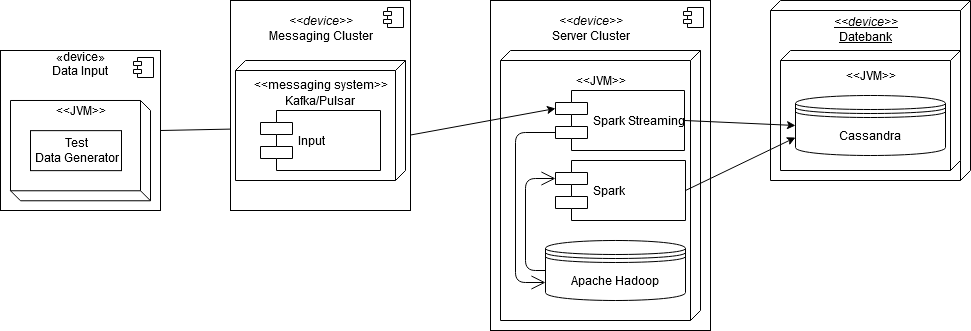 «device»
Data Input
<<JVM>>
Test
Data Generator
<<device>>
Messaging Cluster
<<messaging system>>
Kafka/Pulsar
Input
<<device>>
Server Cluster
<<JVM>>
Spark Streaming
Spark
Apache Hadoop
<<device>>
Datebank
<<JVM>>
Cassandra